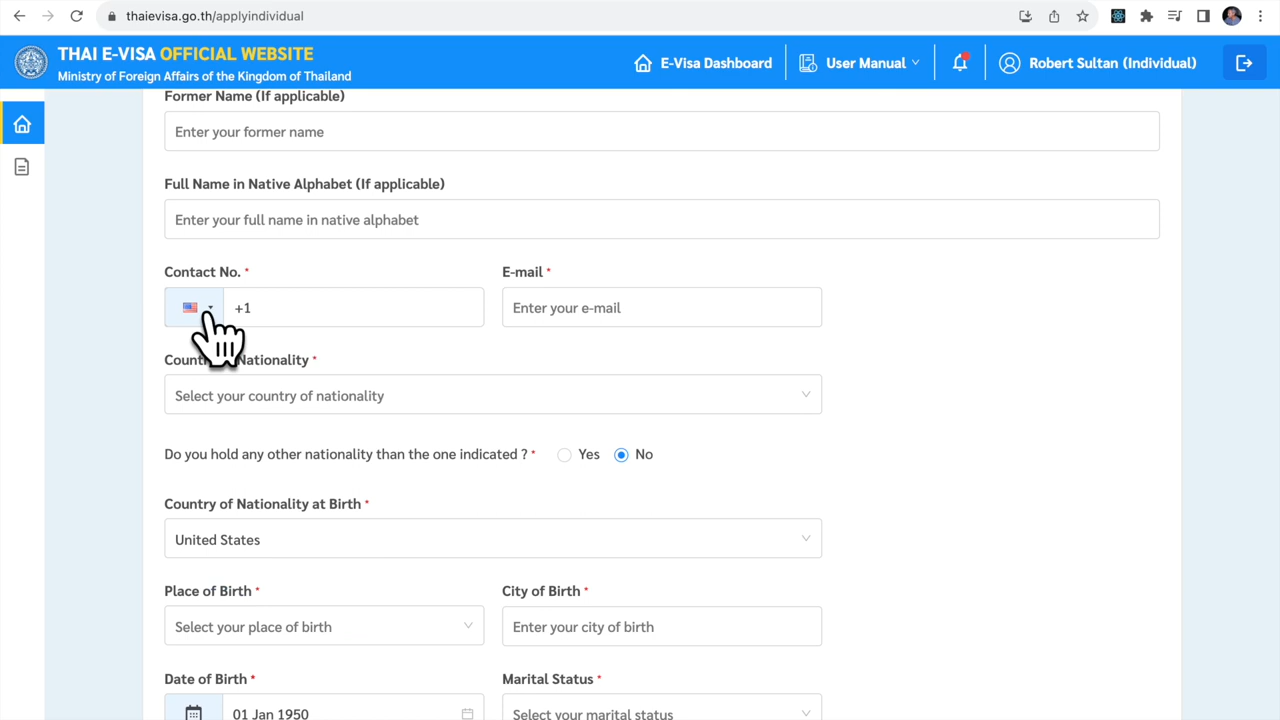 thaievisa.go.th/applyindividual
THAI E-VISA OFFICIAL WEBSITE
Ministry of Foreign Affairs of the Kingdom of Thailand
E-Visa Dashboard
User Manual
Robert Sultan (Individual)
Former Name (If applicable)
Enter your former name
Full Name in Native Alphabet (If applicable)
Enter your full name in native alphabet
Contact No. *
E-mail *
+1
Enter your e-mail
Nationality *
Select your country of nationality
Do you hold any other nationality than the one indicated ? * Yes No
Country of Nationality at Birth *
United States
Place of Birth *
City of Birth *
Select your place of birth
Enter your city of birth
Date of Birth *
Marital Status *
01 Jan 1950
Select your marital status